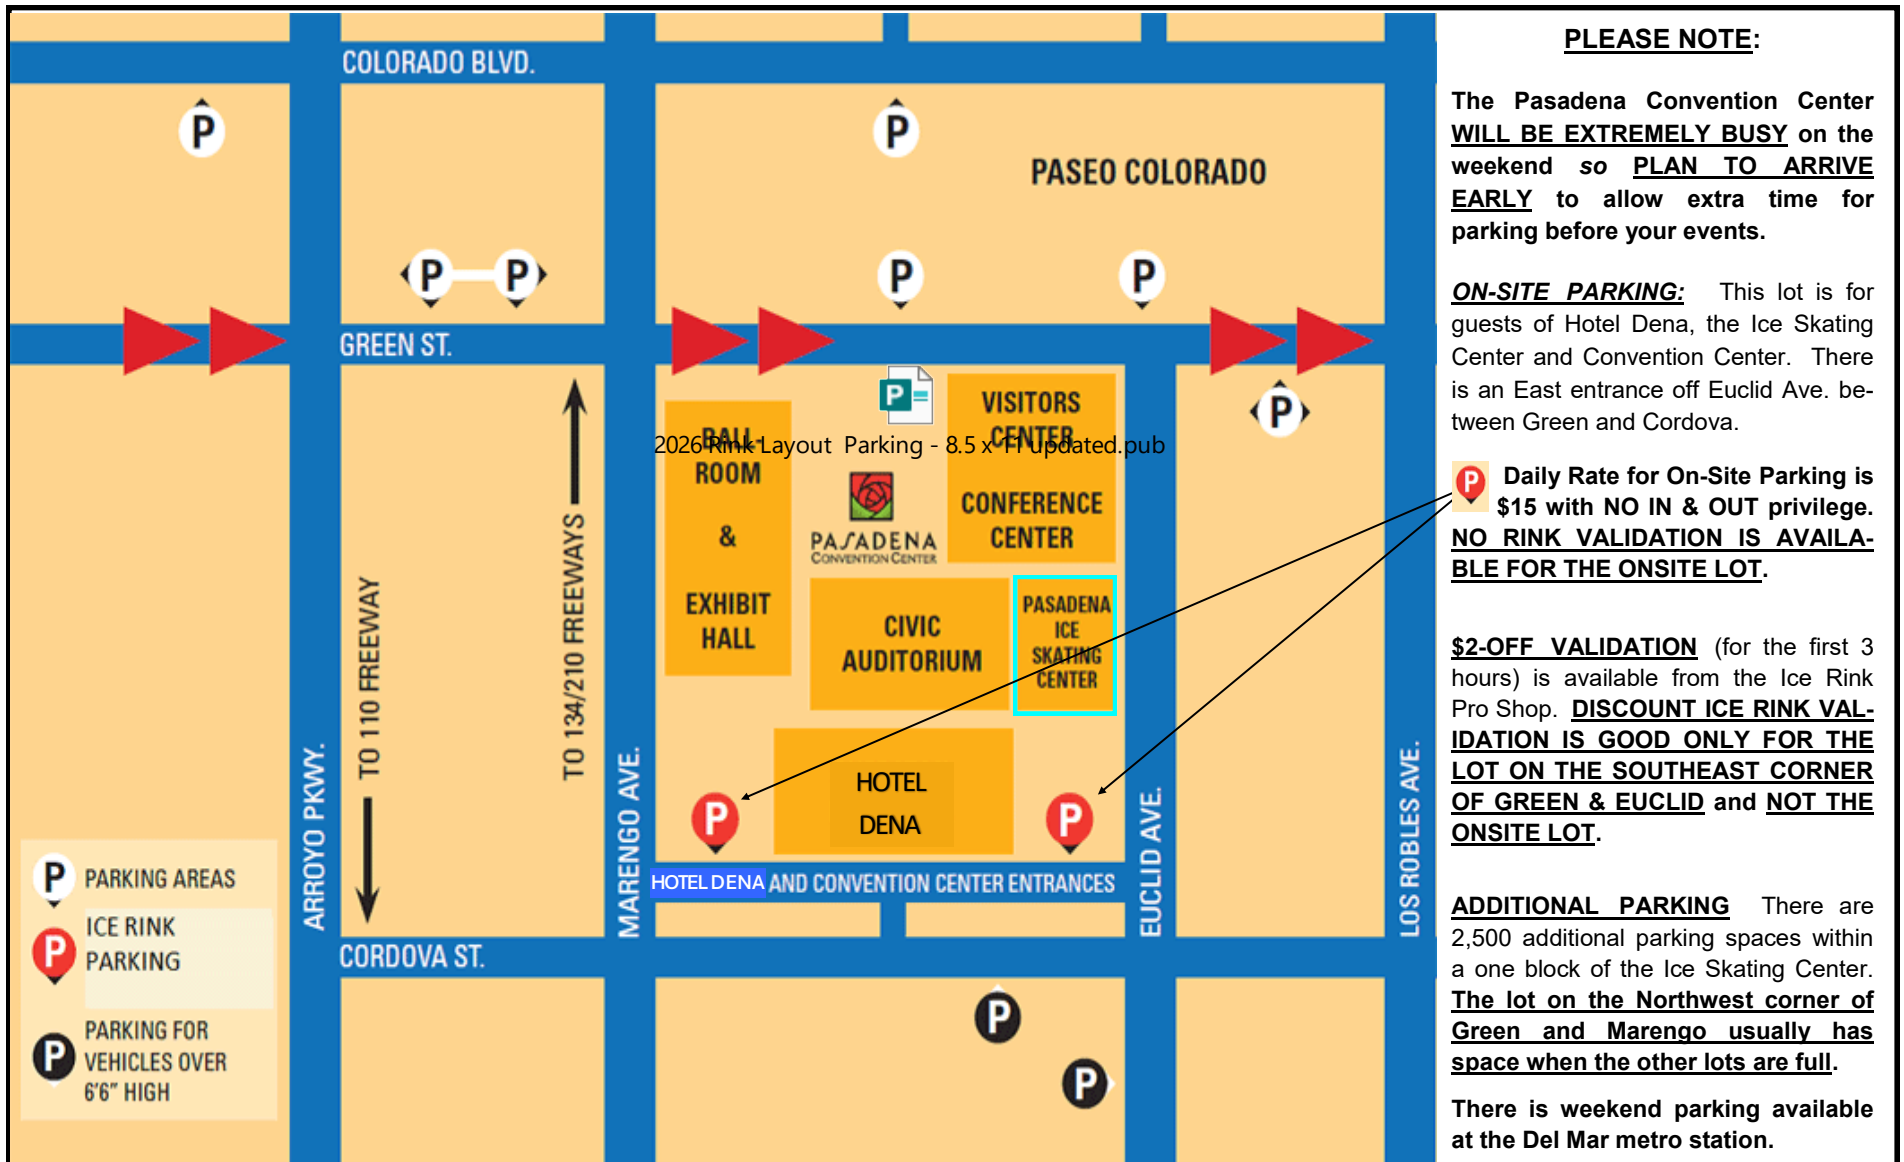 COLORADO BLVD.
P
P
PASEO COLORADO
P P
P
P
GREEN ST.
P
P
BALL-
ROOM
&
EXHIBIT
HALL
VISITORS
CENTER
CONFERENCE
CENTER
2026 Rink Layout Parking - 8.5 x 11 updated.pub
PASADENA
CONVENTION CENTER
CIVIC
AUDITORIUM
PASADENA
ICE
SKATING
CENTER
TO 110 FREEWAY
TO 134/210 FREEWAYS
HOTEL
DENA
P
P
ARROYO PKWY.
MARENGO AVE.
EUCLID AVE.
LOS ROBLES AVE.
HOTEL DENA AND CONVENTION CENTER ENTRANCES
CORDOVA ST.
P
P
P PARKING AREAS
P ICE RINK
PARKING
P PARKING FOR
VEHICLES OVER
6'6" HIGH
PLEASE NOTE:
The Pasadena Convention Center
WILL BE EXTREMELY BUSY on the
weekend so PLAN TO ARRIVE
EARLY to allow extra time for
parking before your events.
ON-SITE PARKING: This lot is for
guests of Hotel Dena, the Ice Skating
Center and Convention Center. There
is an East entrance off Euclid Ave. be-
tween Green and Cordova.
P Daily Rate for On-Site Parking is
$15 with NO IN & OUT privilege.
NO RINK VALIDATION IS AVAILA-
BLE FOR THE ONSITE LOT.
$2-OFF VALIDATION (for the first 3
hours) is available from the Ice Rink
Pro Shop. DISCOUNT ICE RINK VAL-
IDATION IS GOOD ONLY FOR THE
LOT ON THE SOUTHEAST CORNER
OF GREEN & EUCLID and NOT THE
ONSITE LOT.
ADDITIONAL PARKING There are
2,500 additional parking spaces within
a one block of the Ice Skating Center.
The lot on the Northwest corner of
Green and Marengo usually has
space when the other lots are full.
There is weekend parking available
at the Del Mar metro station.